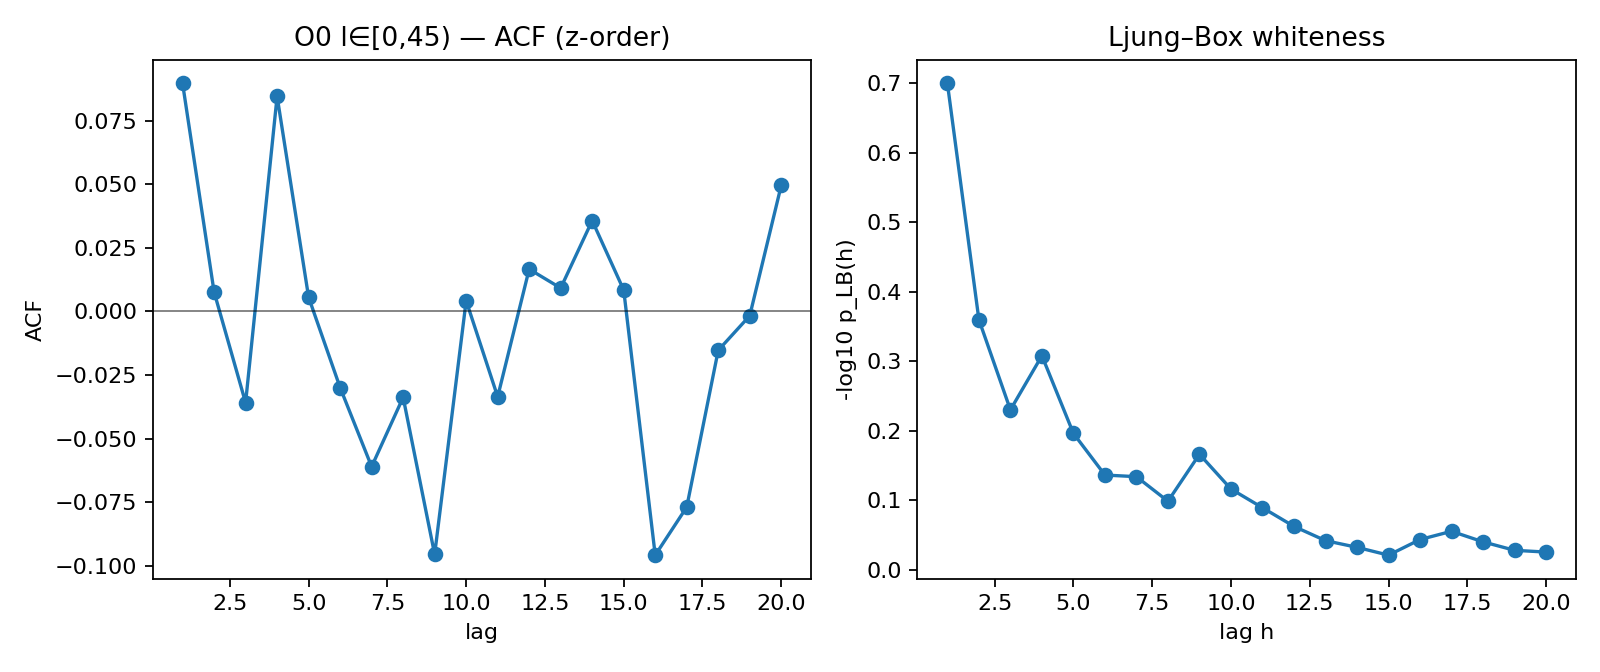 O0 l∈[0,45) — ACF (z-order)
ACF
0.075
0.050
0.025
0.000
−0.025
−0.050
−0.075
−0.100
2.5 5.0 7.5 10.0 12.5 15.0 17.5 20.0
lag
Ljung–Box whiteness
-log10 p_LB(h)
0.7
0.6
0.5
0.4
0.3
0.2
0.1
0.0
2.5 5.0 7.5 10.0 12.5 15.0 17.5 20.0
lag h